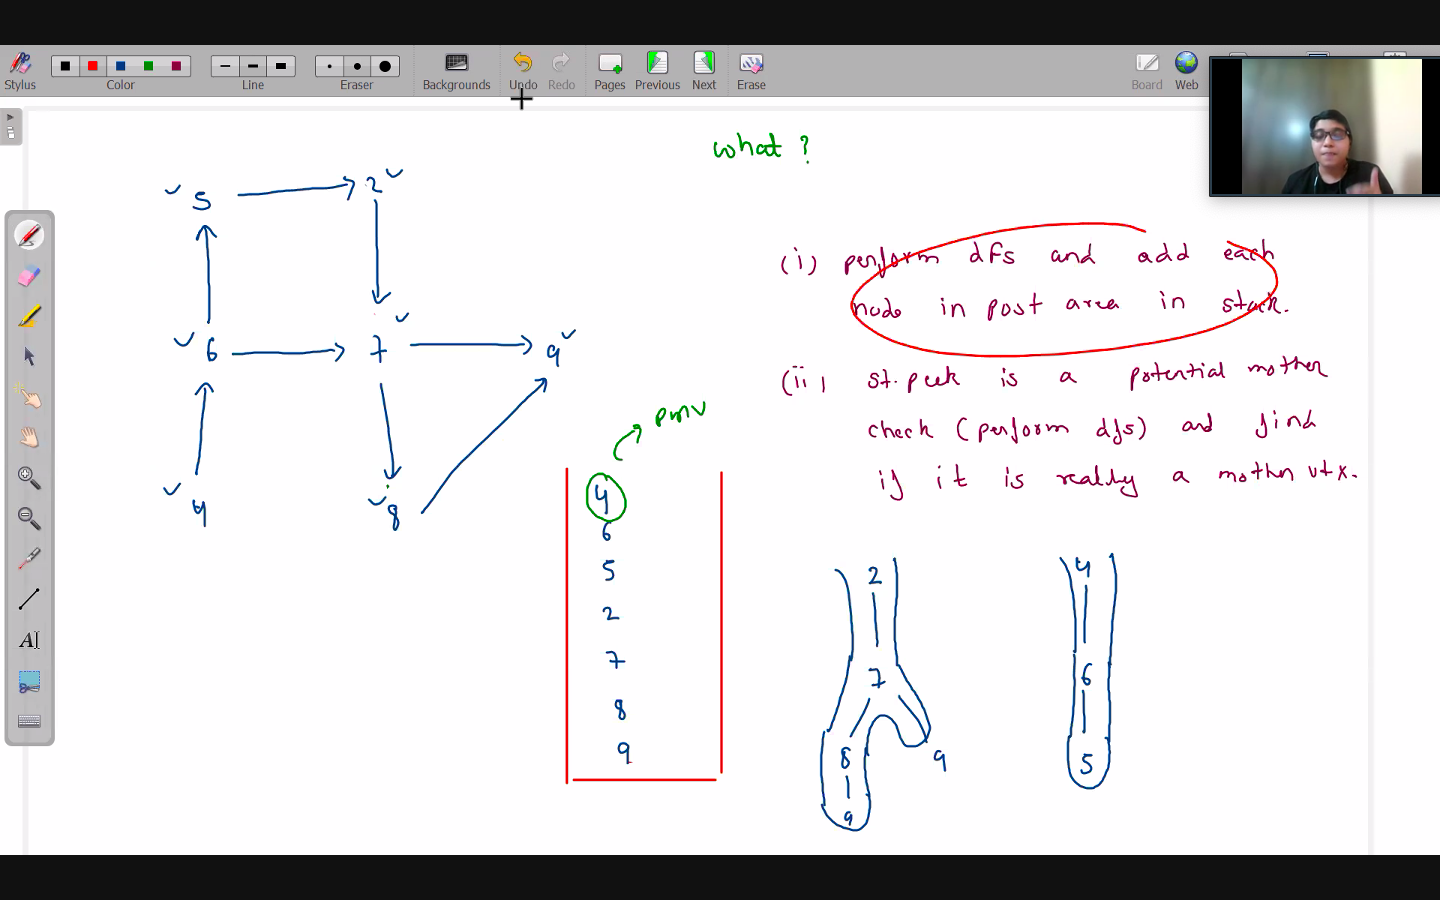 Stylus Color Line Eraser Backgrounds Undo Redo Pages Previous Next Erase Board Web
what ?
5 2
(i) perform dfs and add each
node in post area in stack.
6 7 9
(ii) st.peek is a potential mother
check (perform dfs) and find
if it is really a mother vtx.
pmv
4 8
4
6
5
2
7
8
9
2
7
8 9
9
4
6
5